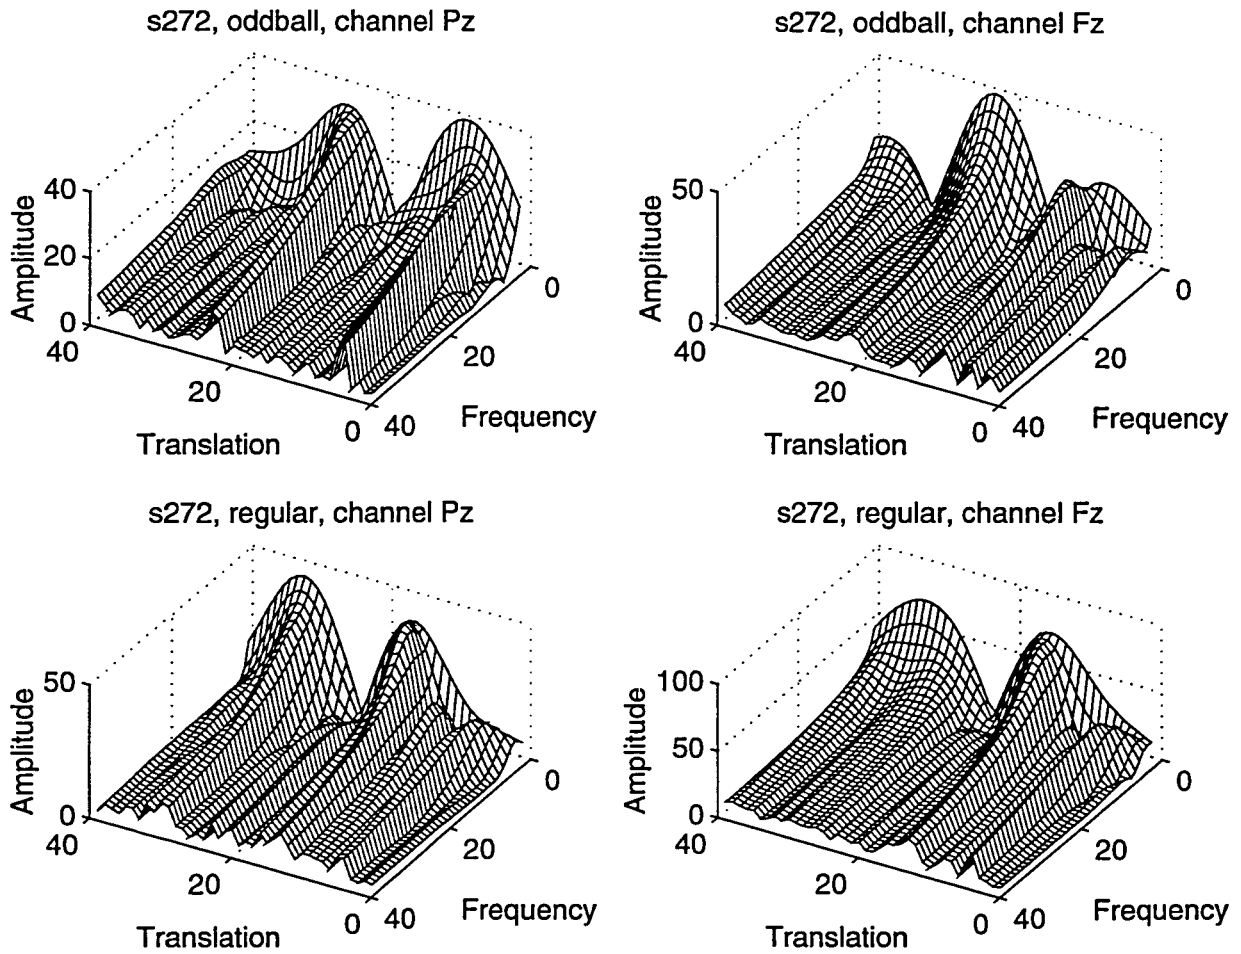 s272, oddball, channel Pz
40
20
0
Amplitude
40
20
0
Translation
40
20
0
Frequency
s272, oddball, channel Fz
50
0
Amplitude
40
20
0
Translation
40
20
0
Frequency
s272, regular, channel Pz
50
0
Amplitude
40
20
0
Translation
40
20
0
Frequency
s272, regular, channel Fz
100
50
0
Amplitude
40
20
0
Translation
40
20
0
Frequency